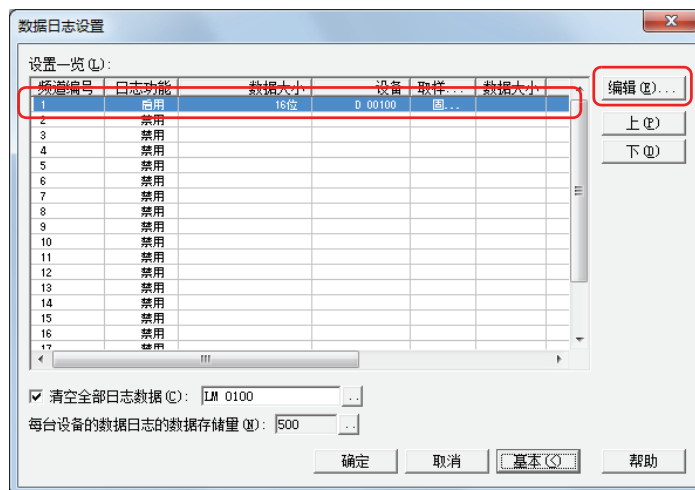 数据日志设置
设置一览(L):
频道编号 日志功能 数据大小 设备 取样... 数据大小
1 启用 16位 D 00100 固...
2 禁用
3 禁用
4 禁用
5 禁用
6 禁用
7 禁用
8 禁用
9 禁用
10 禁用
11 禁用
12 禁用
13 禁用
14 禁用
15 禁用
16 禁用
17 禁用
编辑(E)...
上(P)
下(D)
清空全部日志数据(C): LM 0100 ..
每台设备的数据日志的数据存储量(N): 500 ..
确定 取消 基本(<) 帮助